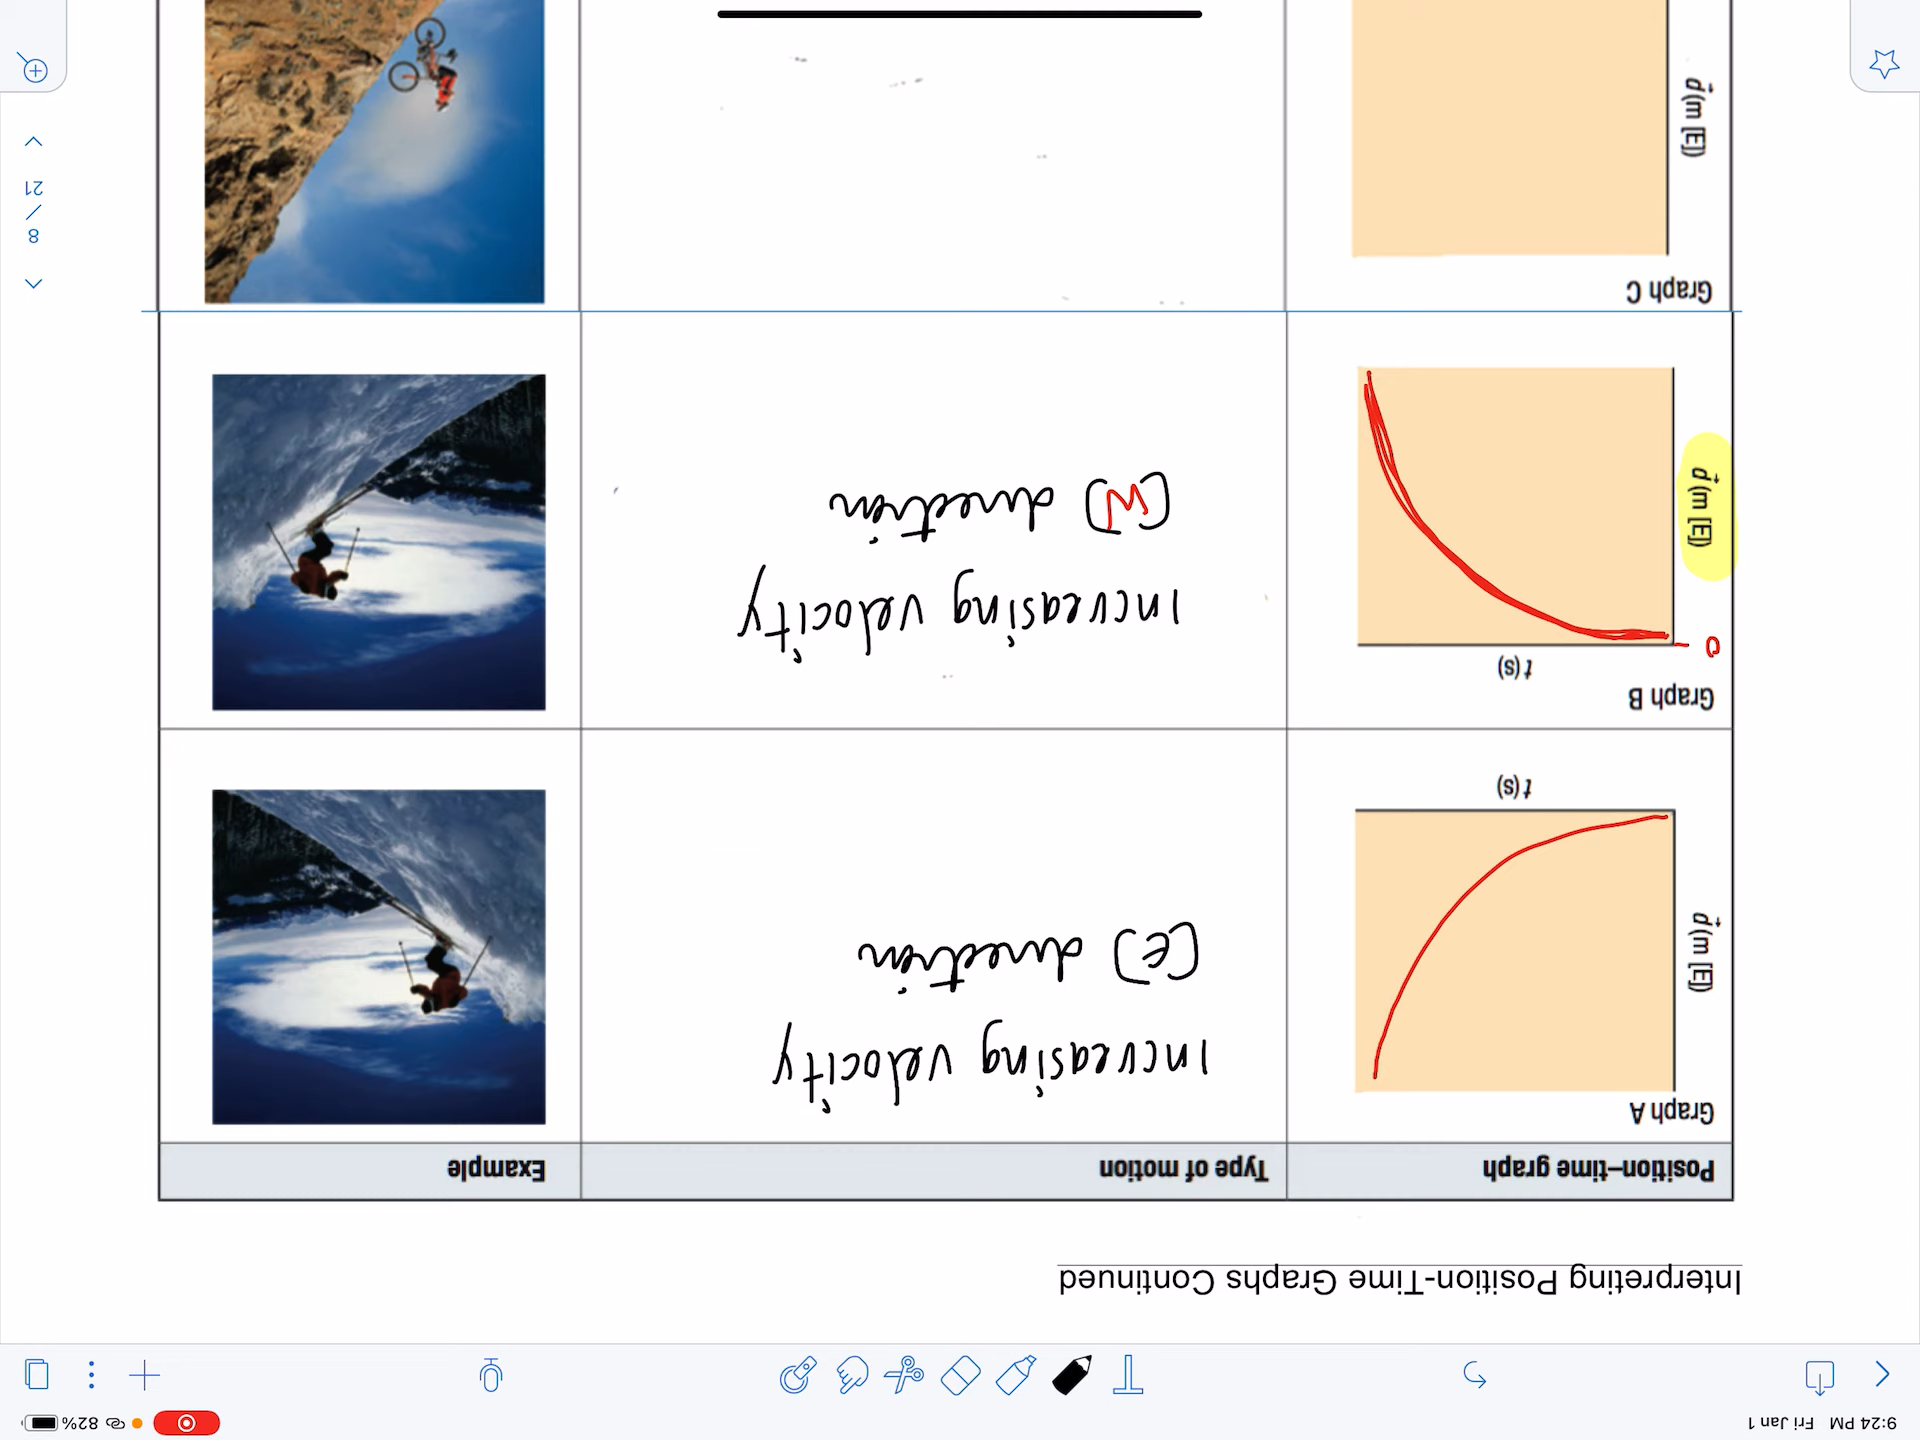 9:24 PM Fri Jan 1
82%
Interpreting Position-Time Graphs Continued
Position–time graph
Type of motion
Example
Graph A
d (m [E])
t (s)
increasing velocity
[E] direction
Graph B
t (s)
0
d (m [E])
increasing velocity
[W] direction
Graph C
d (m [E])
8
/
21